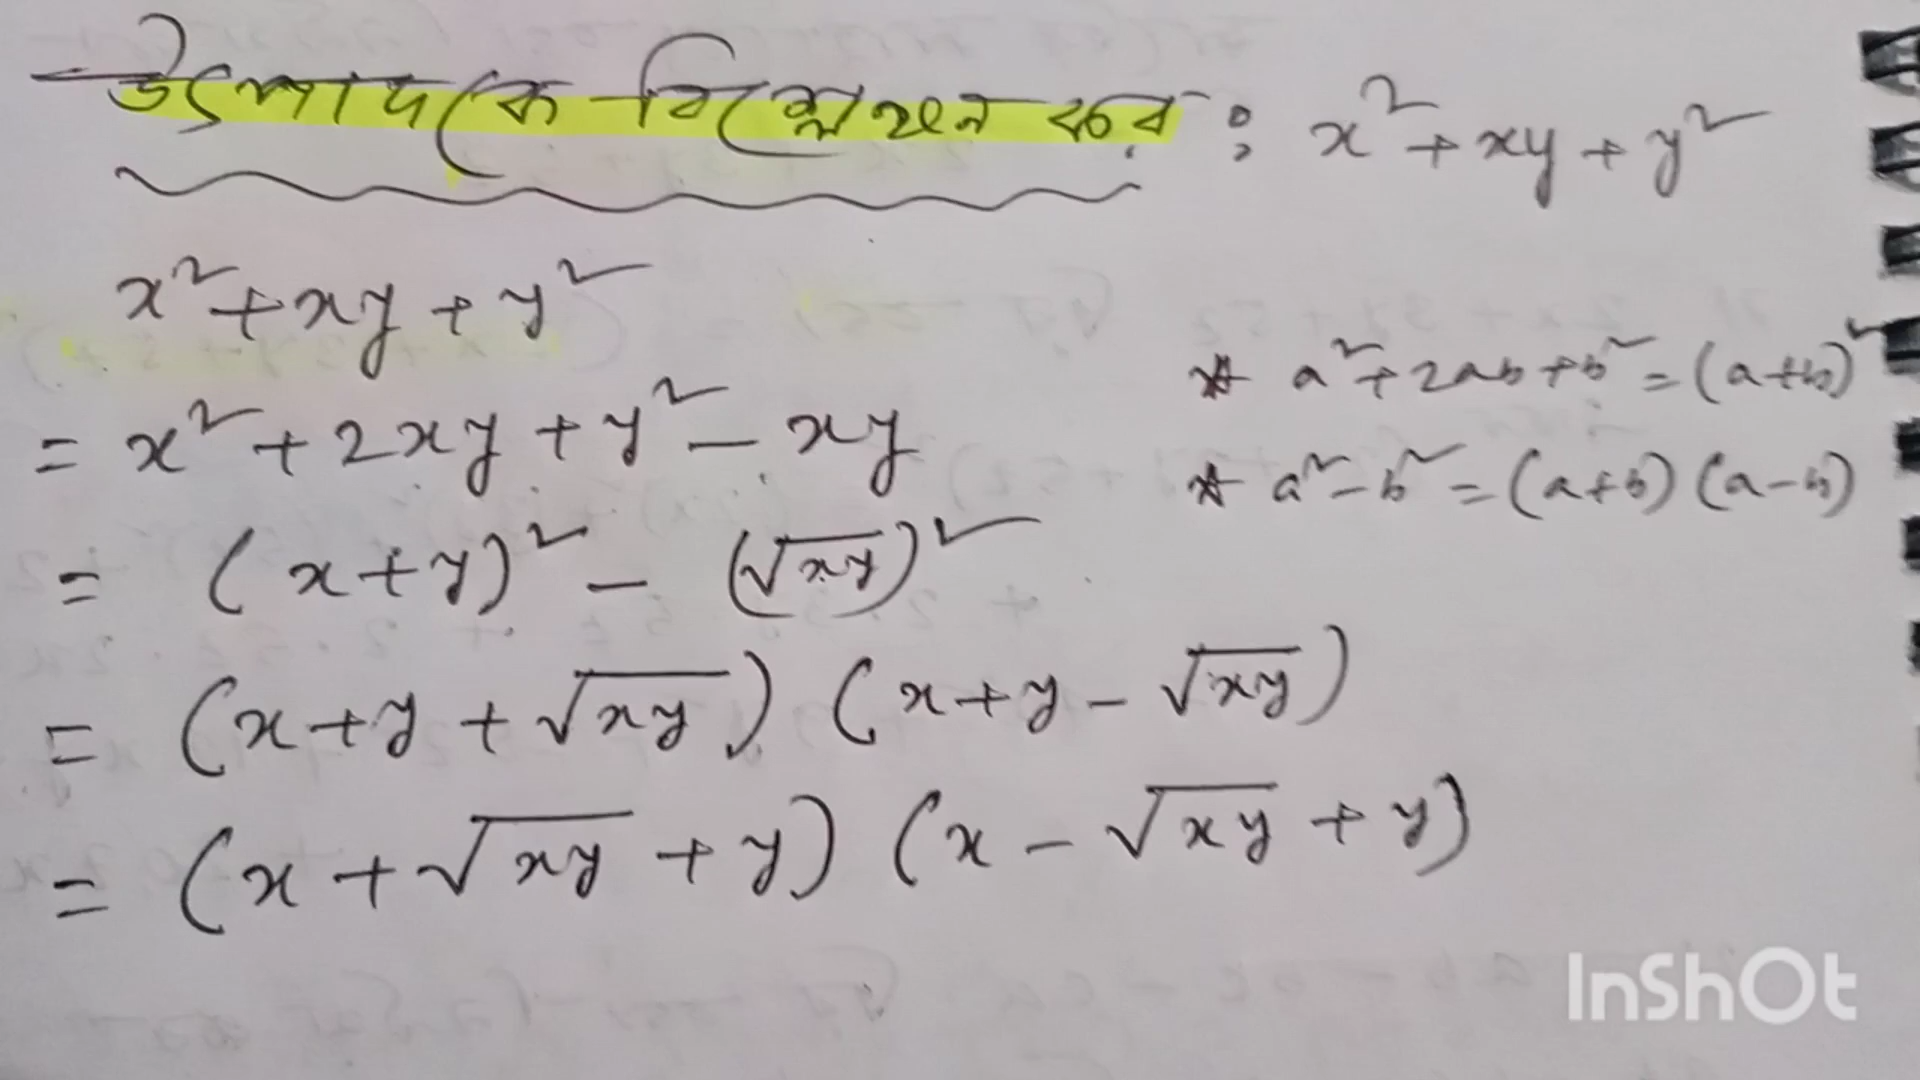 উৎপাদকে বিশ্লেষণ কর : x² + xy + y²
x² + xy + y²
= x² + 2xy + y² - xy
= (x + y)² - (√xy)²
= (x + y + √xy) (x + y - √xy)
= (x + √xy + y) (x - √xy + y)
* a² + 2ab + b² = (a+b)²
* a² - b² = (a+b) (a-b)
InShOt